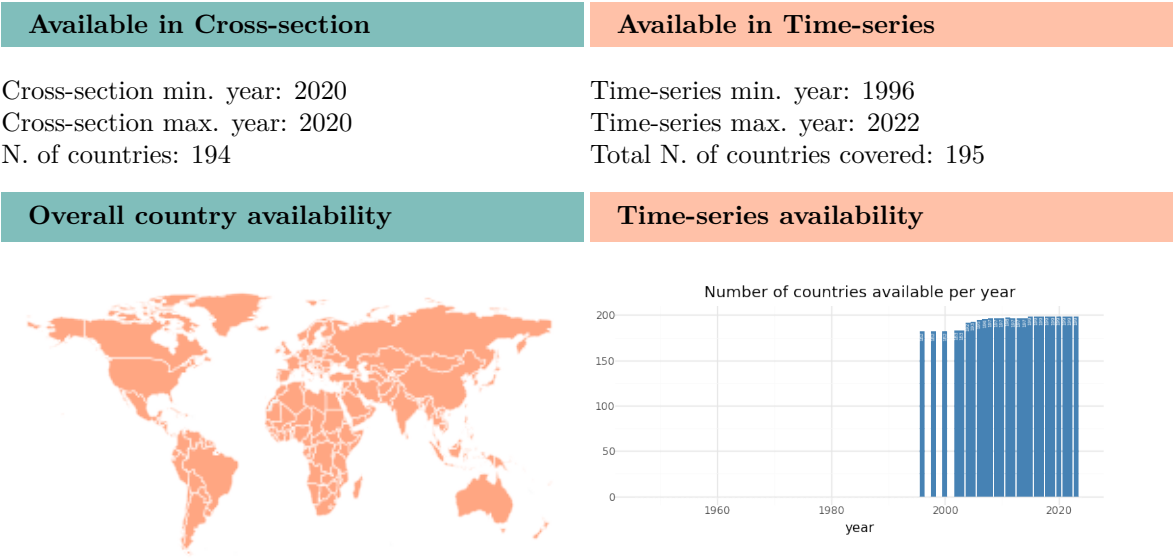 Available in Cross-section
Available in Time-series
Cross-section min. year: 2020
Cross-section max. year: 2020
N. of countries: 194
Time-series min. year: 1996
Time-series max. year: 2022
Total N. of countries covered: 195
Overall country availability
Time-series availability
Number of countries available per year
200
150
100
50
0
1960
1980
2000
2020
year